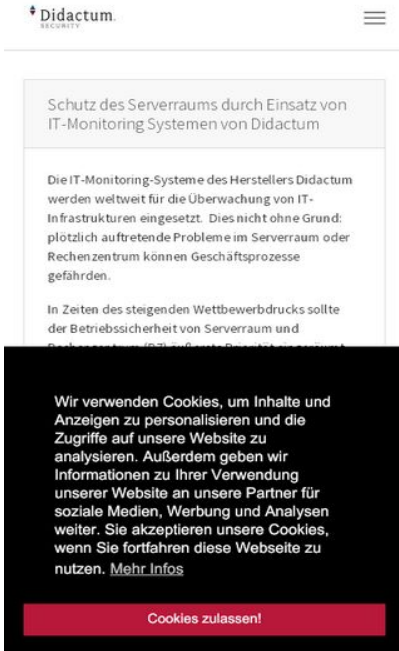 Didactum.
SECURITY
Schutz des Serverraums durch Einsatz von
IT-Monitoring Systemen von Didactum
Die IT-Monitoring-Systeme des Herstellers Didactum
werden weltweit für die Überwachung von IT-
Infrastrukturen eingesetzt. Dies nicht ohne Grund:
plötzlich auftretende Probleme im Serverraum oder
Rechenzentrum können Geschäftsprozesse
gefährden.
In Zeiten des steigenden Wettbewerbdrucks sollte
der Betriebssicherheit von Serverraum und
Wir verwenden Cookies, um Inhalte und
Anzeigen zu personalisieren und die
Zugriffe auf unsere Website zu
analysieren. Außerdem geben wir
Informationen zu Ihrer Verwendung
unserer Website an unsere Partner für
soziale Medien, Werbung und Analysen
weiter. Sie akzeptieren unsere Cookies,
wenn Sie fortfahren diese Webseite zu
nutzen. Mehr Infos
Cookies zulassen!